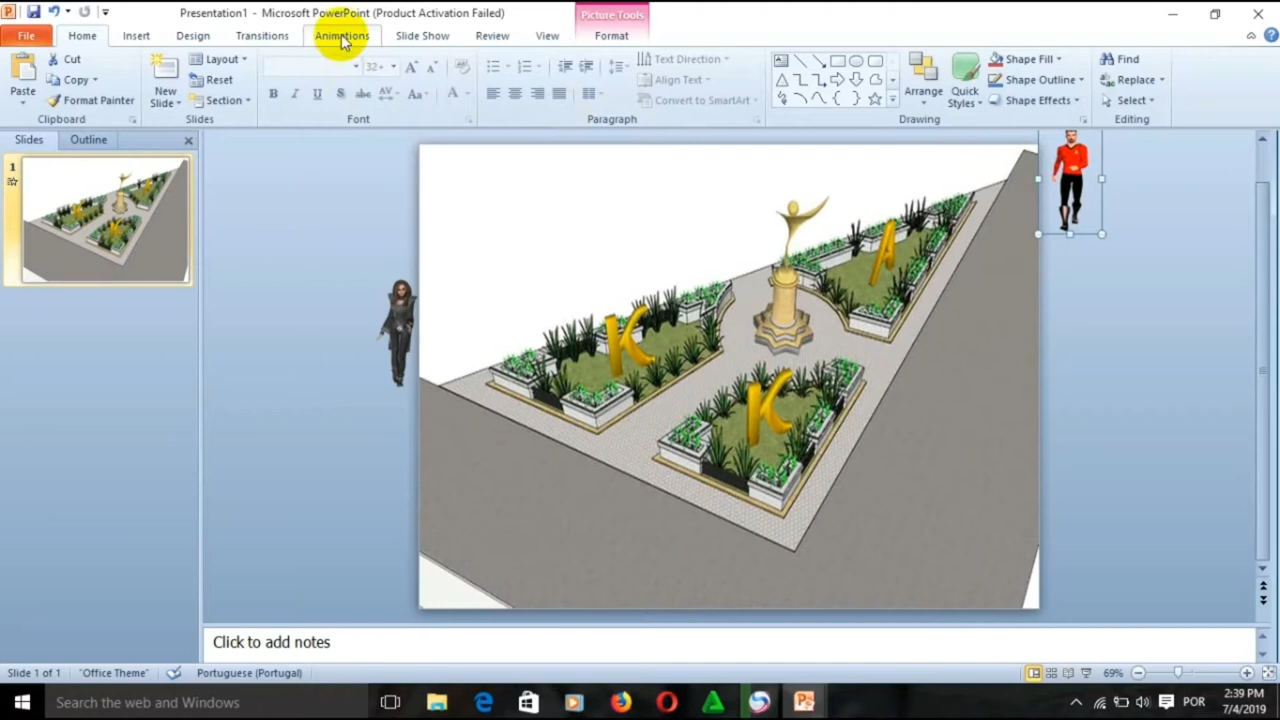 Presentation1 - Microsoft PowerPoint (Product Activation Failed)
Picture Tools
File Home Insert Design Transitions Animations Slide Show Review View Format
Paste
Cut
Copy
Format Painter
Clipboard
New Slide
Layout
Reset
Section
Slides
32+
Font
Text Direction
Align Text
Convert to SmartArt
Paragraph
Arrange
Quick Styles
Shape Fill
Shape Outline
Shape Effects
Drawing
Find
Replace
Select
Editing
Slides Outline
1
K
A
K
Click to add notes
Slide 1 of 1 "Office Theme" Portuguese (Portugal) 69%
Search the web and Windows
POR
2:39 PM
7/4/2019